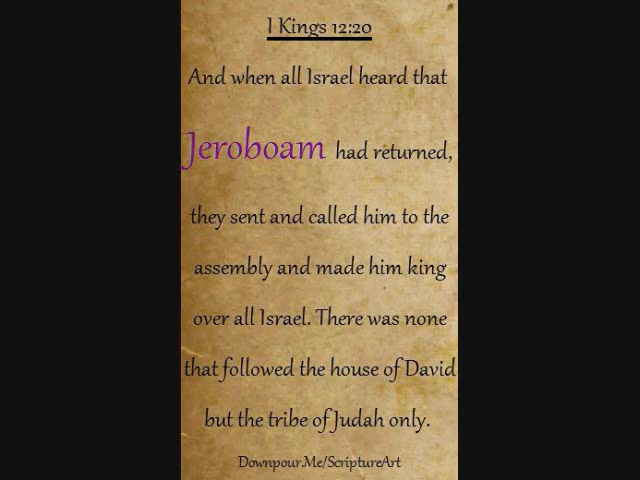 I Kings 12:20
And when all Israel heard that
Jeroboam had returned,
they sent and called him to the
assembly and made him king
over all Israel. There was none
that followed the house of David
but the tribe of Judah only.
Downpour.Me/ScriptureArt